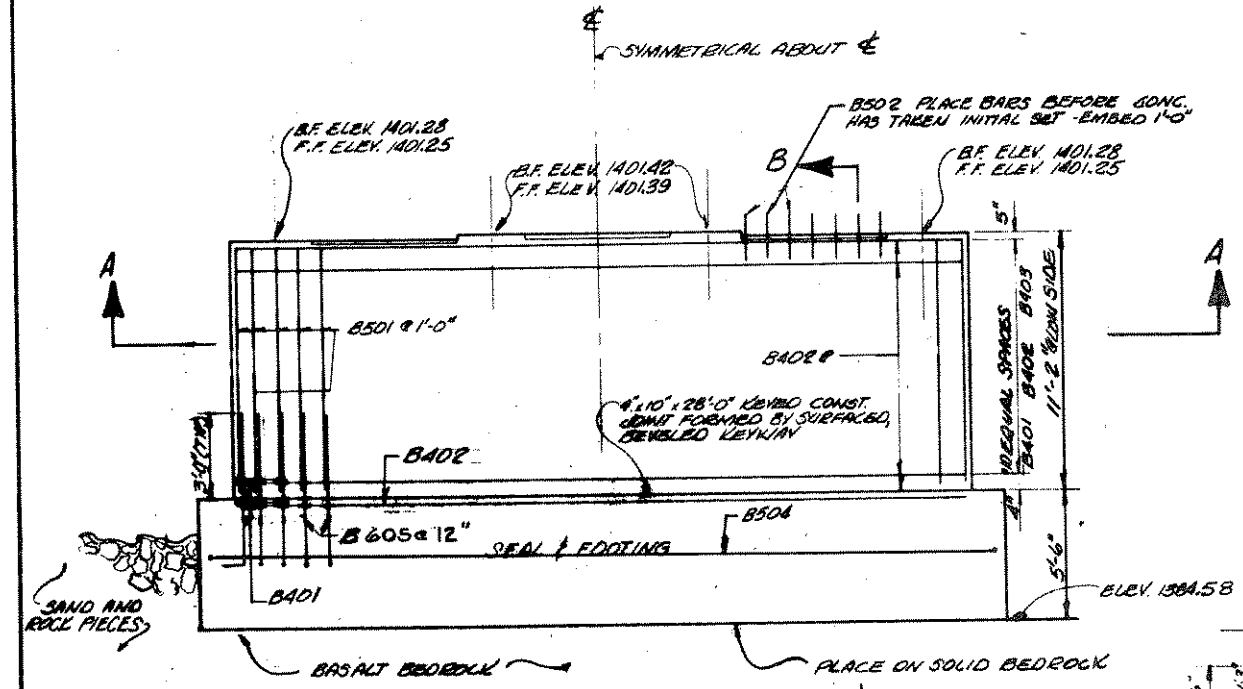 ℄
SYMMETRICAL ABOUT ℄
B502 PLACE BARS BEFORE CONC.
HAS TAKEN INITIAL SET - EMBED 1'-0"
B.F. ELEV. 1401.28
F.F. ELEV. 1401.25
B.F. ELEV. 1401.42
F.F. ELEV. 1401.39
B
B.F. ELEV. 1401.28
F.F. ELEV. 1401.25
5"
A
A
B501 @ 1'-0"
B402 @
EQUAL SPACES
B401 B402 B403
11'-2" LOW SIDE
4"x10"x28'-0" KEYED CONST.
JOINT FORMED BY SURFACED,
BEVELED KEYWAY
B402
4"
B605 @ 12"
SEAL & FOOTING
B504
5'-6"
B401
ELEV. 1384.58
SAND AND
ROCK PIECES
BASALT BEDROCK
PLACE ON SOLID BEDROCK